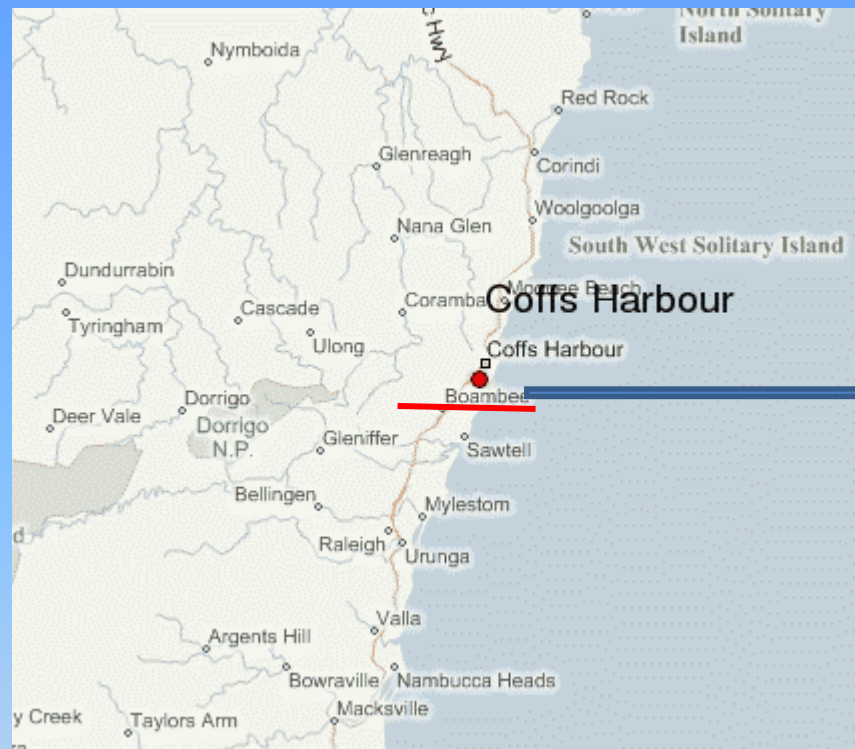 North Solitary
Island
C HWY
Nymboida
Red Rock
Glenreagh
Corindi
Woolgoolga
Nana Glen
South West Solitary Island
Dundurrabin
Moonee Beach
Coffs Harbour
Cascade
Coramba
Tyringham
Ulong
Coffs Harbour
Dorrigo
Boambee
Deer Vale
Dorrigo
N.P.
Gleniffer
Sawtell
Bellingen
Mylestom
d
Raleigh
Urunga
Valla
Argents Hill
Bowraville
Nambucca Heads
Macksville
y Creek
Taylors Arm